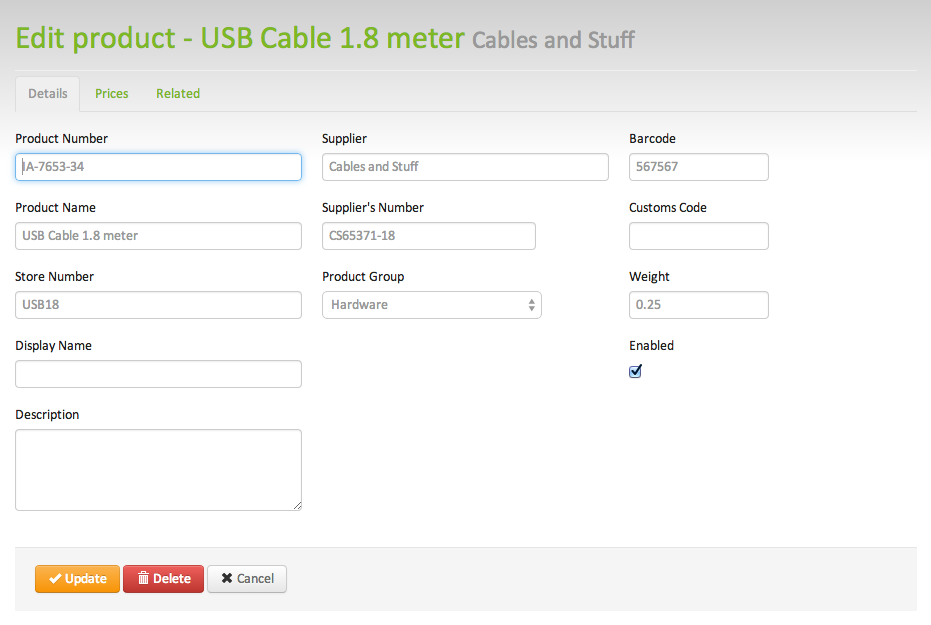 Edit product - USB Cable 1.8 meter Cables and Stuff
Details Prices Related
Product Number Supplier Barcode
IA-7653-34 Cables and Stuff 567567
Product Name Supplier's Number Customs Code
USB Cable 1.8 meter CS65371-18
Store Number Product Group Weight
USB18 Hardware 0.25
Display Name Enabled
Description
Update Delete Cancel